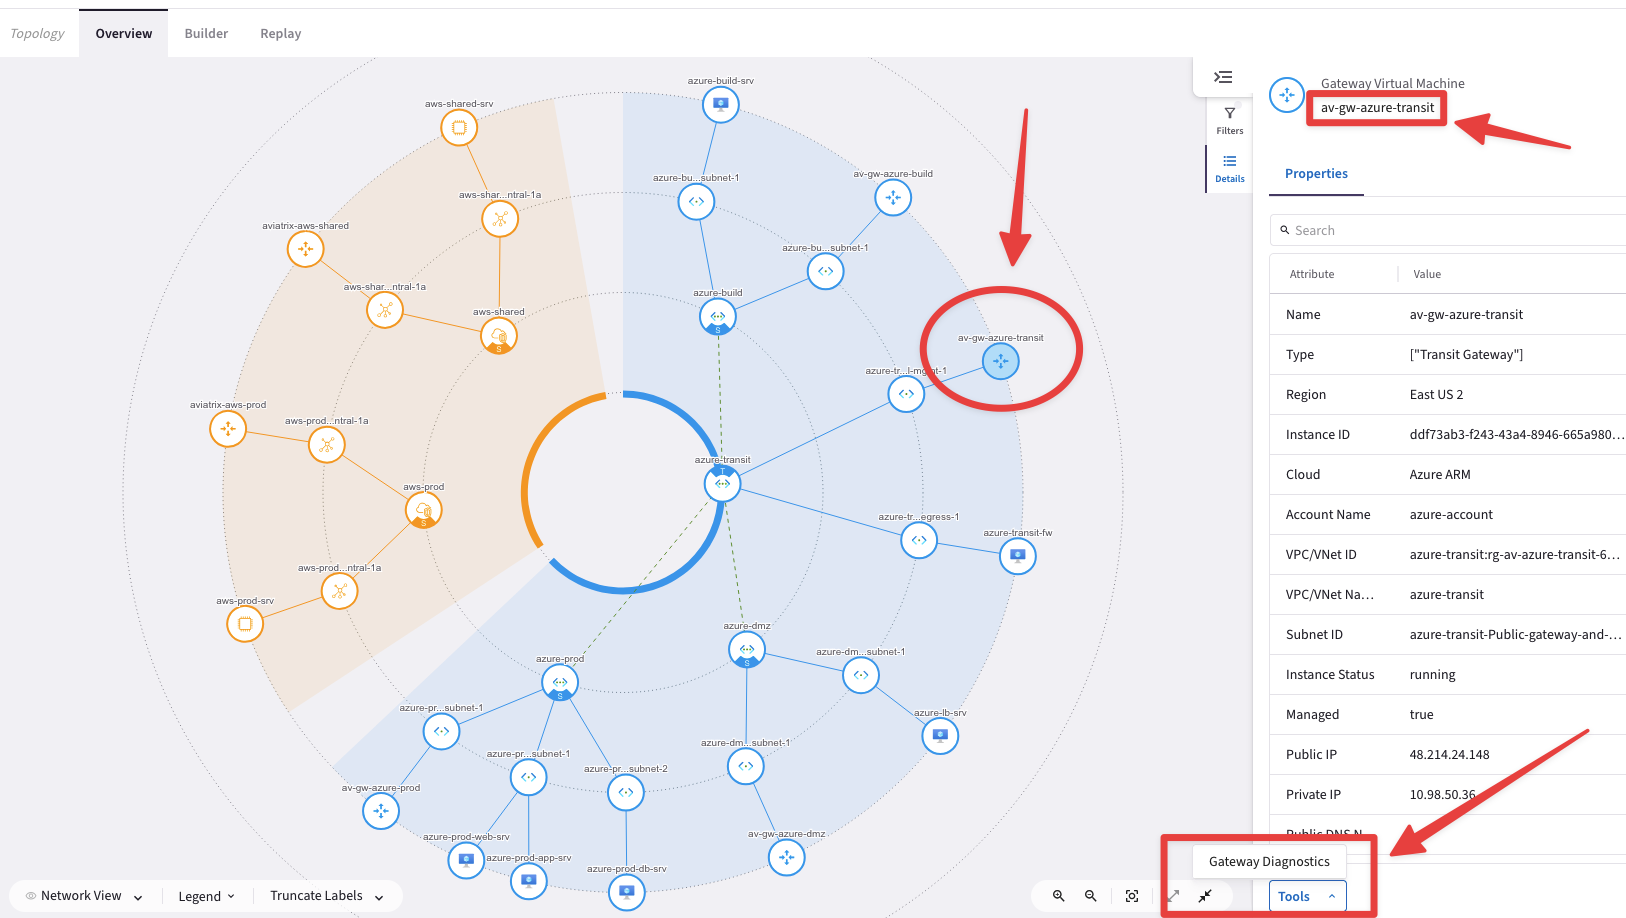 Topology
Overview
Builder
Replay
azure-build-srv
aws-shared-srv
azure-bu...subnet-1
av-gw-azure-build
aws-shar...ntral-1a
aviatrix-aws-shared
azure-bu...subnet-1
aws-shar...ntral-1a
azure-build
S
aws-shared
S
av-gw-azure-transit
azure-tr...l-mgmt-1
aviatrix-aws-prod
aws-prod...ntral-1a
azure-transit
T
aws-prod
S
azure-tr...egress-1
azure-transit-fw
aws-prod...ntral-1a
aws-prod-srv
azure-dmz
S
azure-dm...subnet-1
azure-prod
S
azure-pr...subnet-1
azure-lb-srv
azure-dm...subnet-1
azure-pr...subnet-1
azure-pr...subnet-2
av-gw-azure-prod
azure-prod-web-srv
av-gw-azure-dmz
azure-prod-app-srv
azure-prod-db-srv
Network View
Legend
Truncate Labels
Filters
Details
Gateway Virtual Machine
av-gw-azure-transit
Properties
Search
Attribute Value
Name av-gw-azure-transit
Type ["Transit Gateway"]
Region East US 2
Instance ID ddf73ab3-f243-43a4-8946-665a980...
Cloud Azure ARM
Account Name azure-account
VPC/VNet ID azure-transit:rg-av-azure-transit-6...
VPC/VNet Na... azure-transit
Subnet ID azure-transit-Public-gateway-and-...
Instance Status running
Managed true
Public IP 48.214.24.148
Private IP 10.98.50.36
Public DNS N
Gateway Diagnostics
Tools